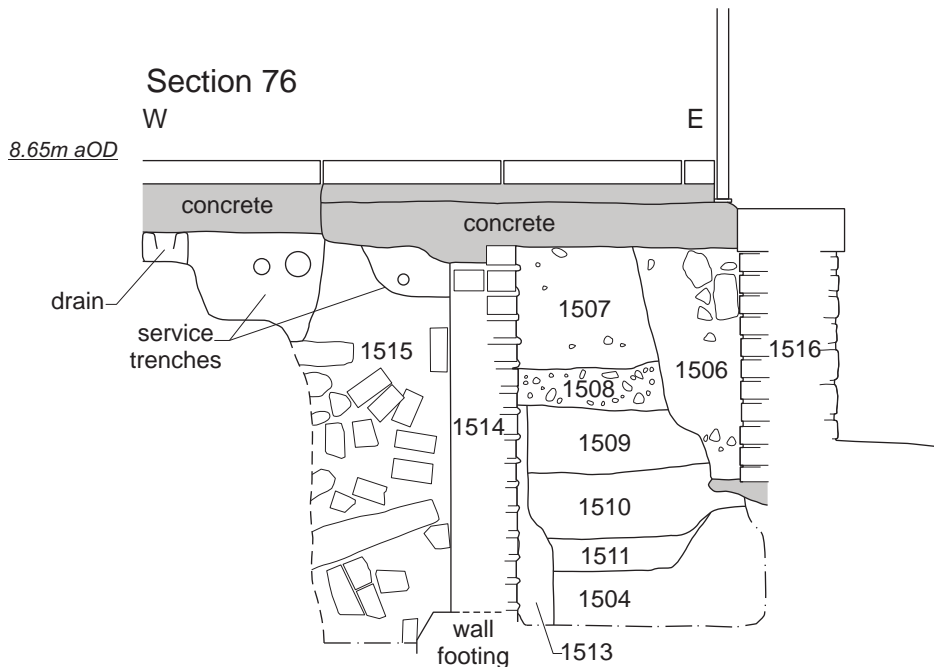 Section 76
W
E
8.65m aOD
concrete
concrete
drain
service
trenches
1515
1507
1506
1516
1508
1514
1509
1510
1511
1504
wall
footing
1513